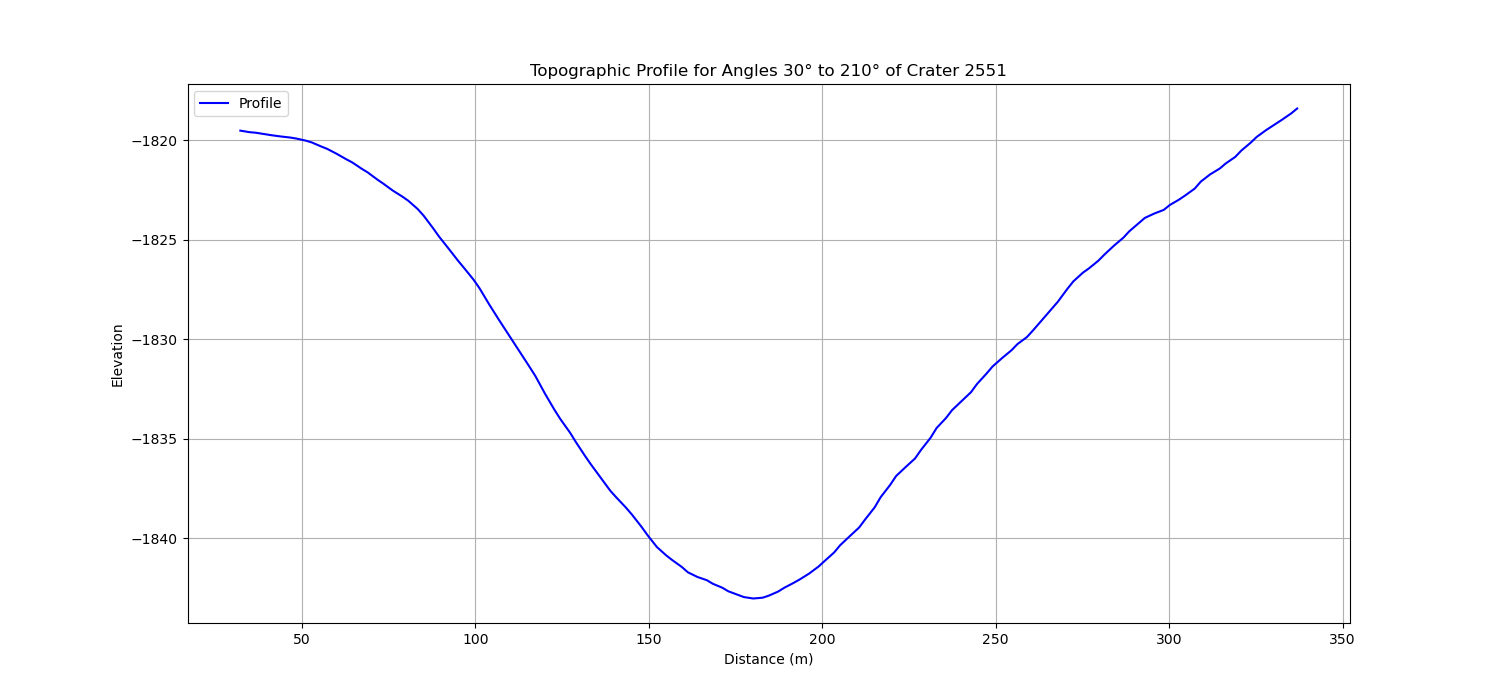 Topographic Profile for Angles 30° to 210° of Crater 2551
Profile
−1820
−1825
−1830
−1835
−1840
Elevation
50 100 150 200 250 300 350
Distance (m)